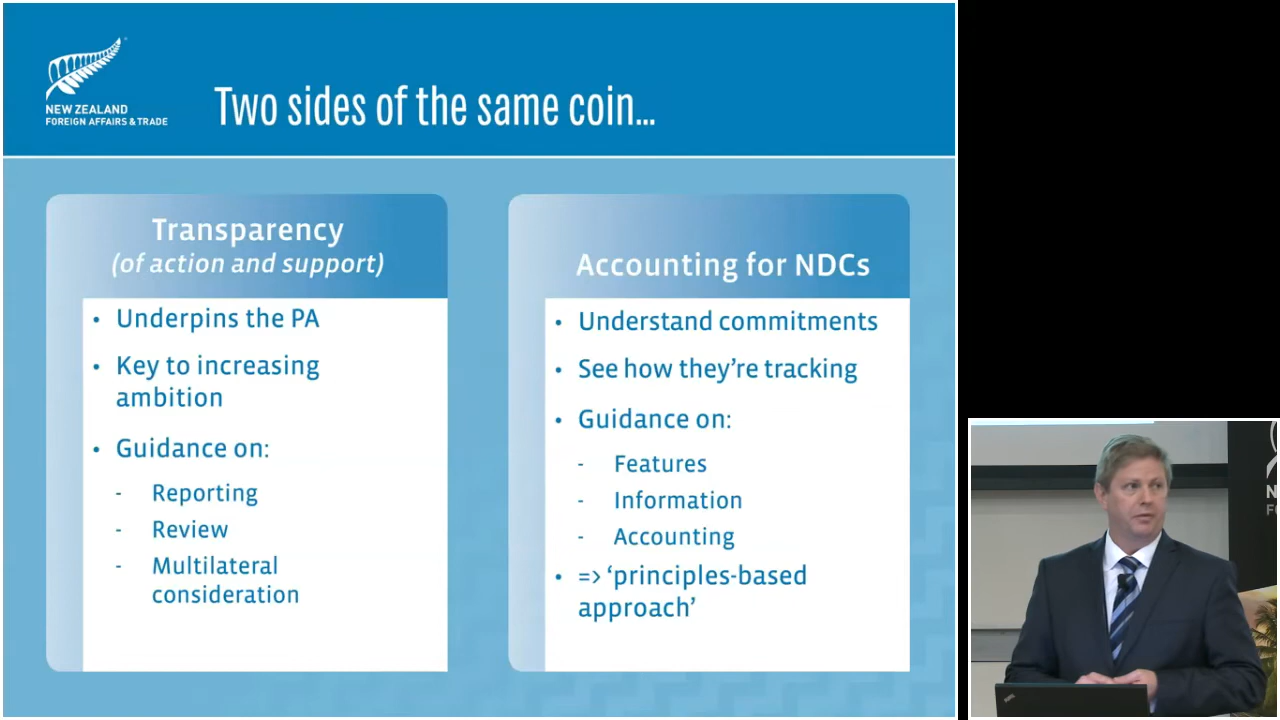 NEW ZEALAND
FOREIGN AFFAIRS & TRADE
Two sides of the same coin...
Transparency
(of action and support)
• Underpins the PA
• Key to increasing
ambition
• Guidance on:
- Reporting
- Review
- Multilateral
consideration
Accounting for NDCs
• Understand commitments
• See how they're tracking
• Guidance on:
- Features
- Information
- Accounting
• => ‘principles-based
approach’